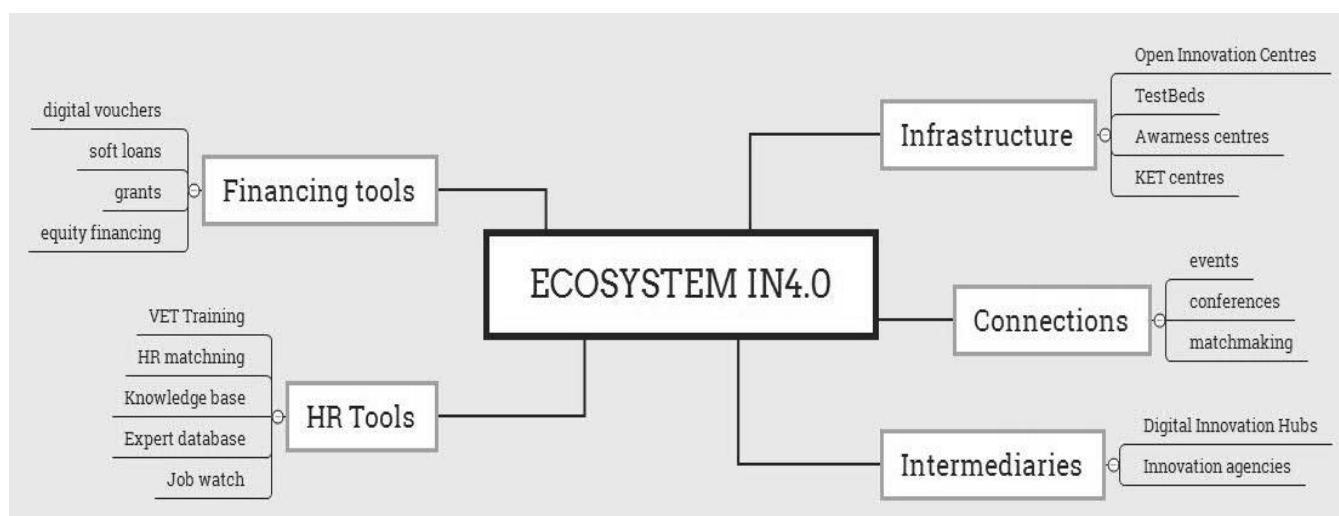 ECOSYSTEM IN4.0
Financing tools
digital vouchers
soft loans
grants
equity financing
HR Tools
VET Training
HR matchning
Knowledge base
Expert database
Job watch
Infrastructure
Open Innovation Centres
TestBeds
Awarness centres
KET centres
Connections
events
conferences
matchmaking
Intermediaries
Digital Innovation Hubs
Innovation agencies